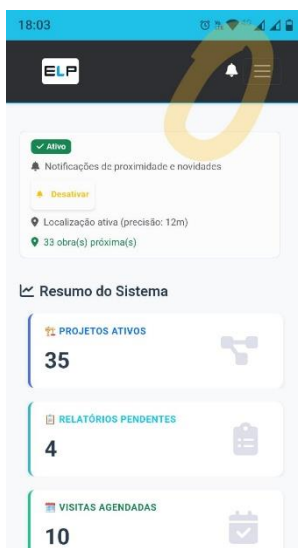 18:03
ELP
Ativo
Notificações de proximidade e novidades
Desativar
Localização ativa (precisão: 12m)
33 obra(s) próxima(s)
Resumo do Sistema
PROJETOS ATIVOS
35
RELATÓRIOS PENDENTES
4
VISITAS AGENDADAS
10